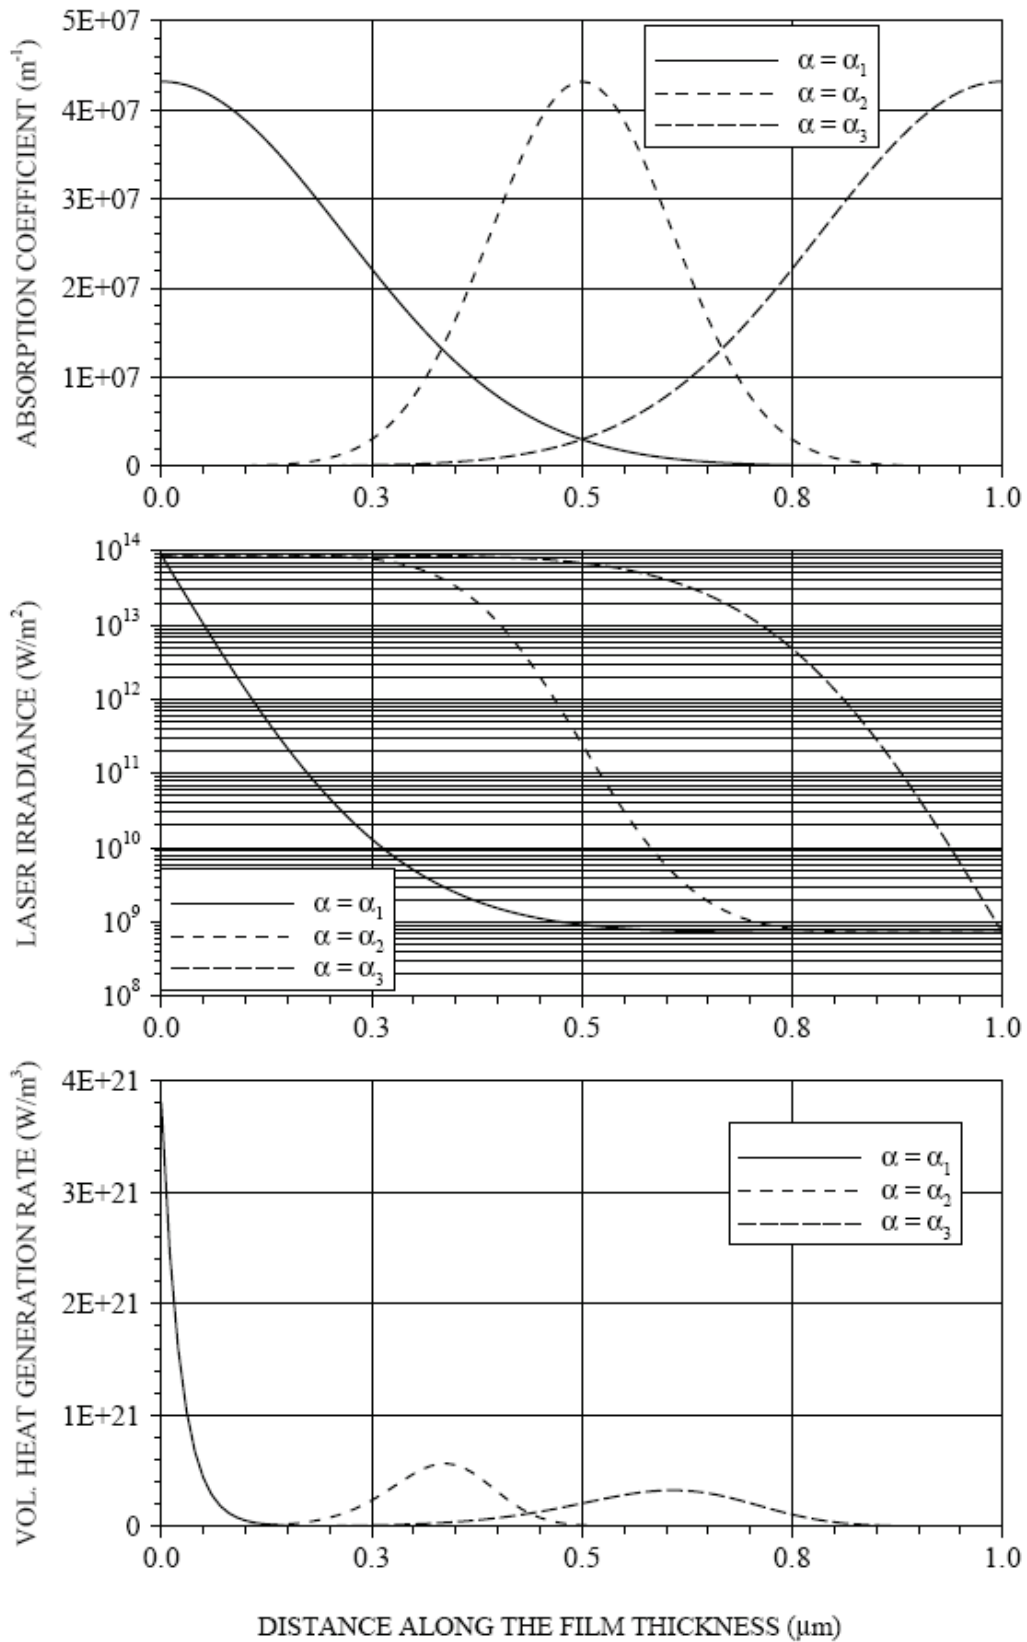 ABSORPTION COEFFICIENT (m⁻¹)
5E+07
4E+07
3E+07
2E+07
1E+07
0
α = α₁
α = α₂
α = α₃
0.0 0.3 0.5 0.8 1.0
LASER IRRADIANCE (W/m²)
10¹⁴
10¹³
10¹²
10¹¹
10¹⁰
10⁹
10⁸
α = α₁
α = α₂
α = α₃
0.0 0.3 0.5 0.8 1.0
VOL. HEAT GENERATION RATE (W/m³)
4E+21
3E+21
2E+21
1E+21
0
α = α₁
α = α₂
α = α₃
0.0 0.3 0.5 0.8 1.0
DISTANCE ALONG THE FILM THICKNESS (µm)